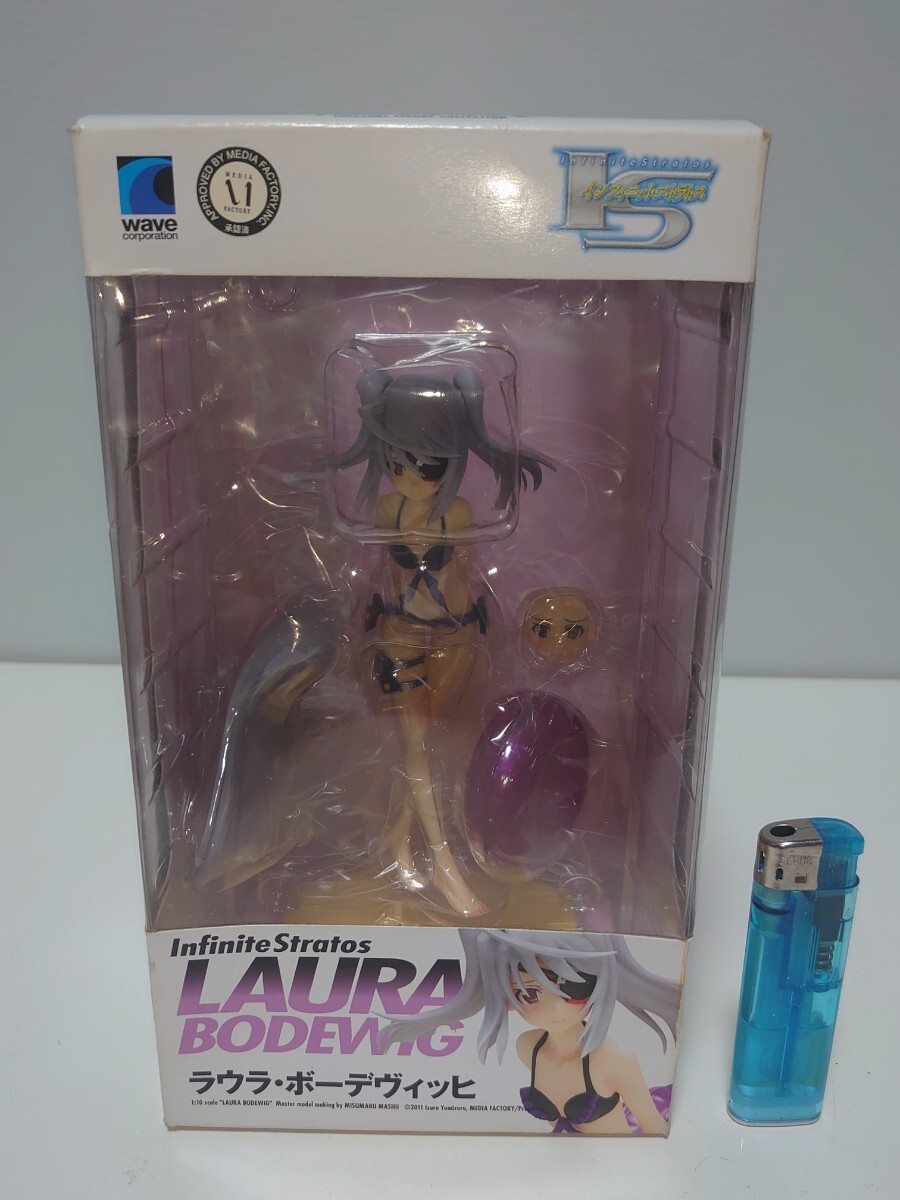 wave
corporation
APPROVED BY MEDIA FACTORY, INC.
MEDIA
FACTORY
承認済
InfiniteStratos
IS
インフィニット・ストラトス
Infinite Stratos
LAURA
BODEWIG
ラウラ・ボーデヴィッヒ
1:10 scale "LAURA BODEWIG" Master model making by MISUMARU MASHII ©2011 Izuru Yumizuru, MEDIA FACTORY/Pr